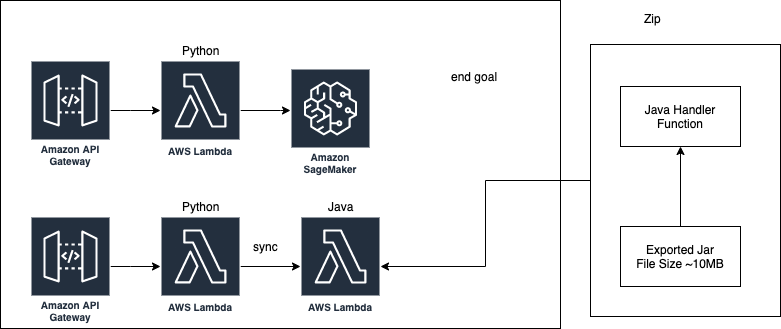 Zip
Python
end goal
</>
Amazon API
Gateway
AWS Lambda
Amazon
SageMaker
Java Handler
Function
Python
Java
sync
</>
Amazon API
Gateway
AWS Lambda
AWS Lambda
Exported Jar
File Size ~10MB